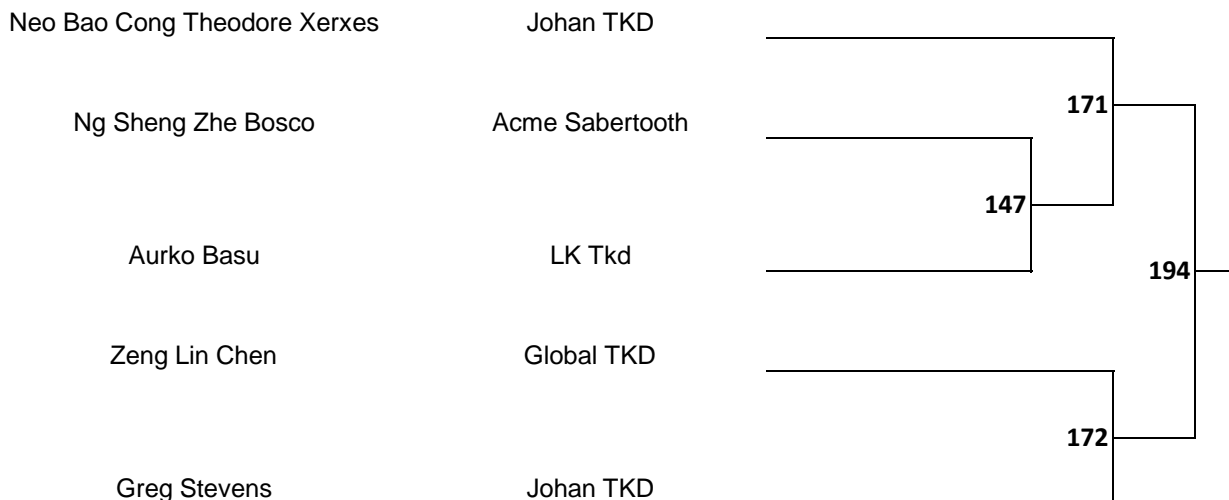 Neo Bao Cong Theodore Xerxes Johan TKD
171
Ng Sheng Zhe Bosco Acme Sabertooth
147
Aurko Basu LK Tkd
194
Zeng Lin Chen Global TKD
172
Greg Stevens Johan TKD